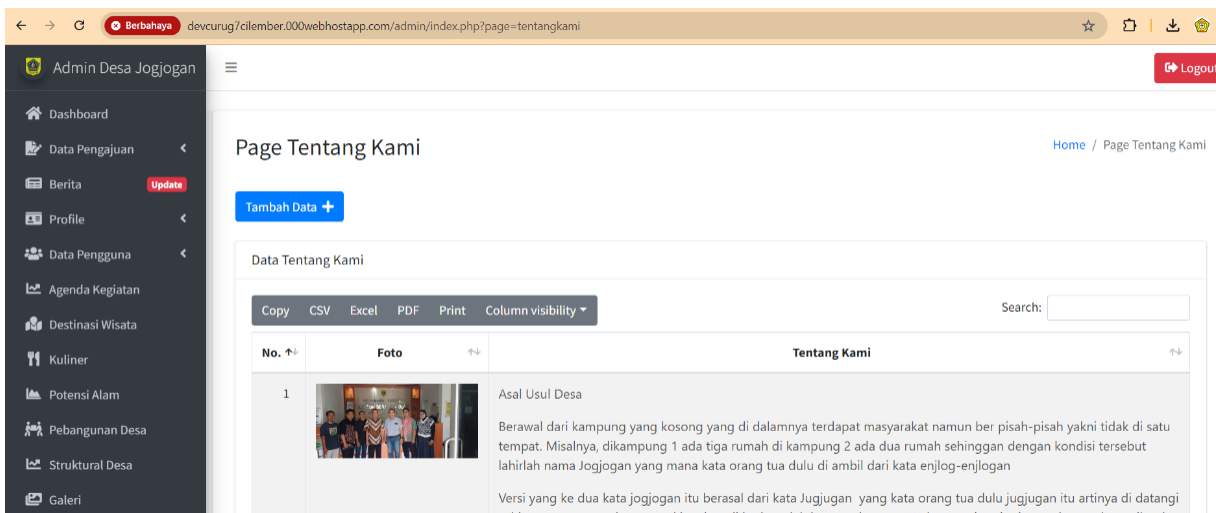 Berbahaya devcurug7cilember.000webhostapp.com/admin/index.php?page=tentangkami
Admin Desa Jogjogan
Logout
Dashboard
Data Pengajuan
Berita Update
Profile
Data Pengguna
Agenda Kegiatan
Destinasi Wisata
Kuliner
Potensi Alam
Pebangunan Desa
Struktural Desa
Galeri
Page Tentang Kami
Home / Page Tentang Kami
Tambah Data
Data Tentang Kami
Copy CSV Excel PDF Print Column visibility
Search:
No. Foto Tentang Kami
1
Asal Usul Desa
Berawal dari kampung yang kosong yang di dalamnya terdapat masyarakat namun ber pisah-pisah yakni tidak di satu
tempat. Misalnya, dikampung 1 ada tiga rumah di kampung 2 ada dua rumah sehinggan dengan kondisi tersebut
lahirlah nama Jogjogan yang mana kata orang tua dulu di ambil dari kata enjlog-enjlogan
Versi yang ke dua kata jogjogan itu berasal dari kata Jugjugan yang kata orang tua dulu jugjugan itu artinya di datangi